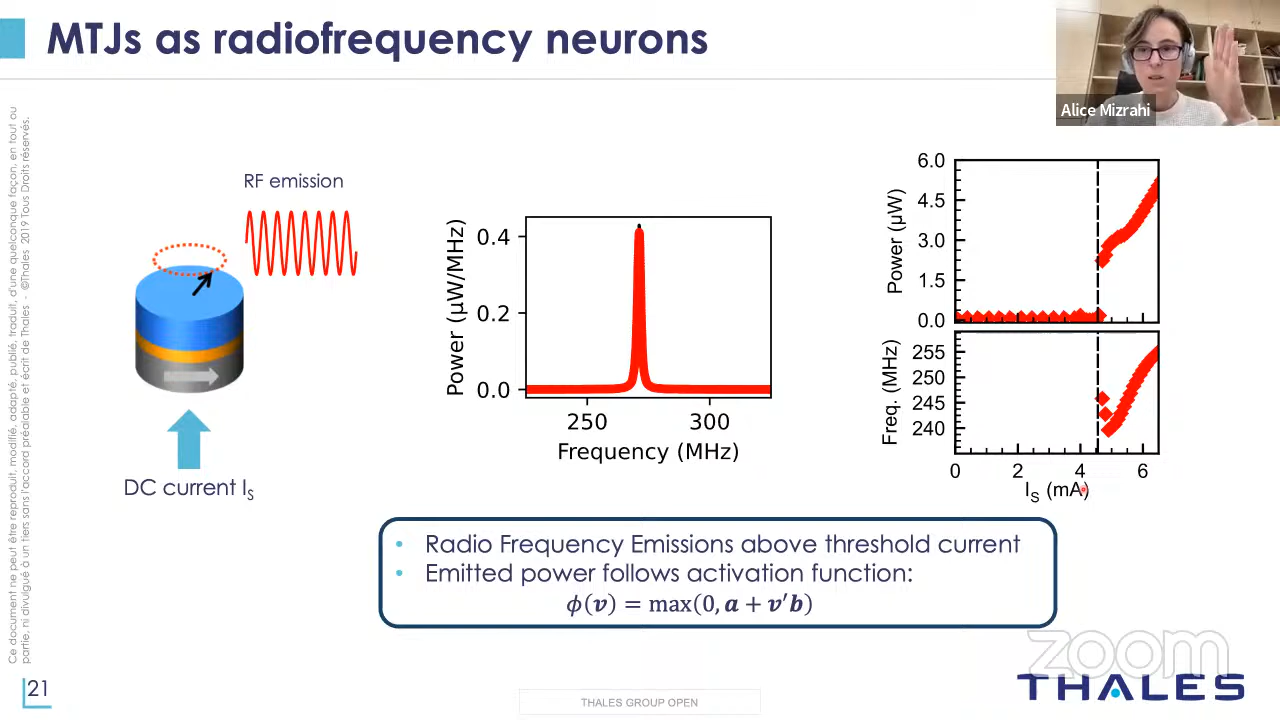 MTJs as radiofrequency neurons
Alice Mizrahi
Ce document ne peut être reproduit, modifié, adapté, publié, traduit, d'une quelconque façon, en tout ou
partie, ni divulgué à un tiers sans l'accord préalable et écrit de Thales - ©Thales 2019 Tous Droits réservés.
RF emission
DC current I_S
Power (µW/MHz)
0.4
0.2
0.0
250 300
Frequency (MHz)
Power (µW)
6.0
4.5
3.0
1.5
0.0
Freq. (MHz)
255
250
245
240
0 2 4 6
I_S (mA)
• Radio Frequency Emissions above threshold current
• Emitted power follows activation function:
ϕ(v) = max(0, a + v′b)
zoom
THALES
21
THALES GROUP OPEN